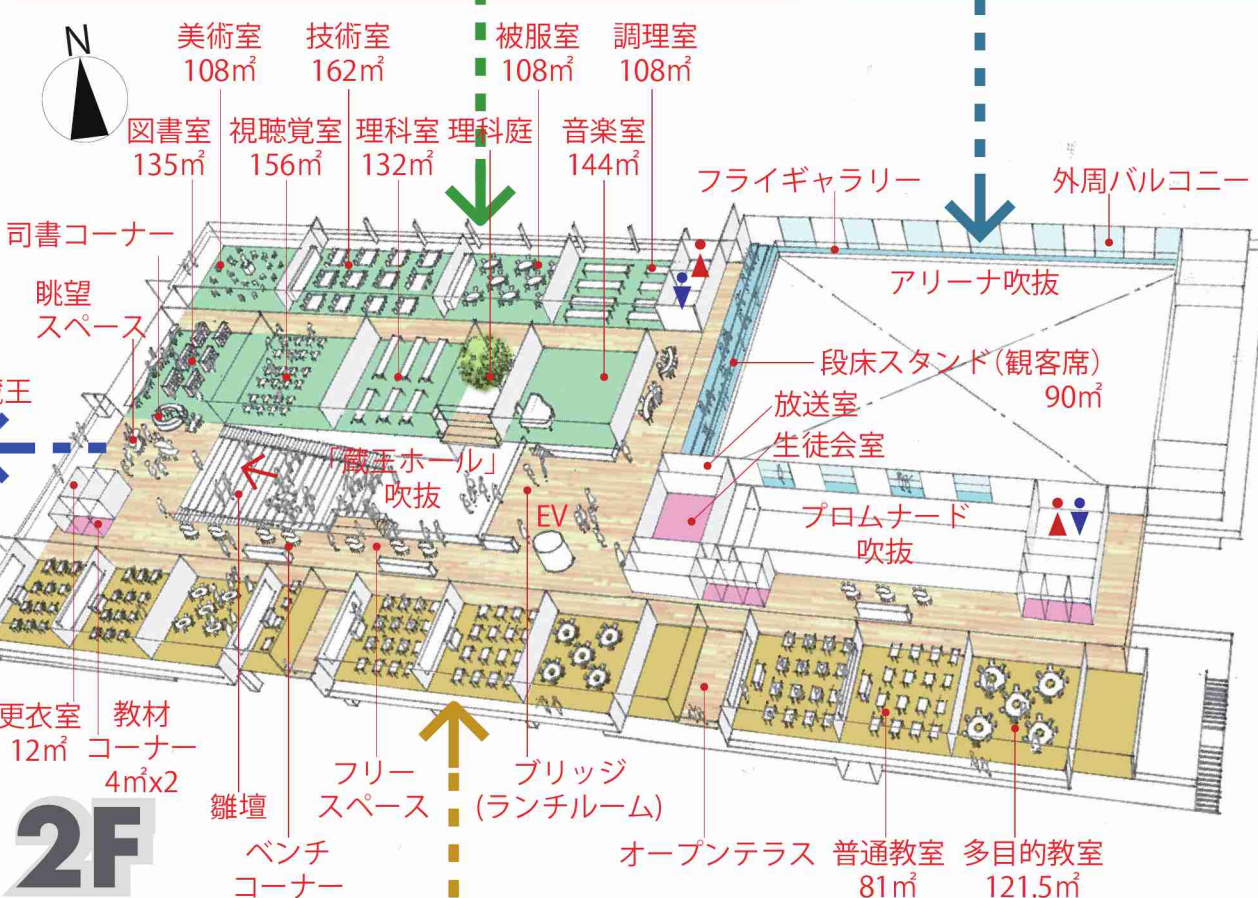 N
美術室
108㎡
技術室
162㎡
被服室
108㎡
調理室
108㎡
図書室
135㎡
視聴覚室
156㎡
理科室
132㎡
理科庭
音楽室
144㎡
フライギャラリー
外周バルコニー
司書コーナー
アリーナ吹抜
眺望
スペース
段床スタンド(観客席)
90㎡
蔵王
放送室
生徒会室
「蔵王ホール」
吹抜
EV
プロムナード
吹抜
更衣室
12㎡
教材
コーナー
4㎡x2
雛壇
フリー
スペース
ブリッジ
(ランチルーム)
ベンチ
コーナー
オープンテラス
普通教室
81㎡
多目的教室
121.5㎡
2F